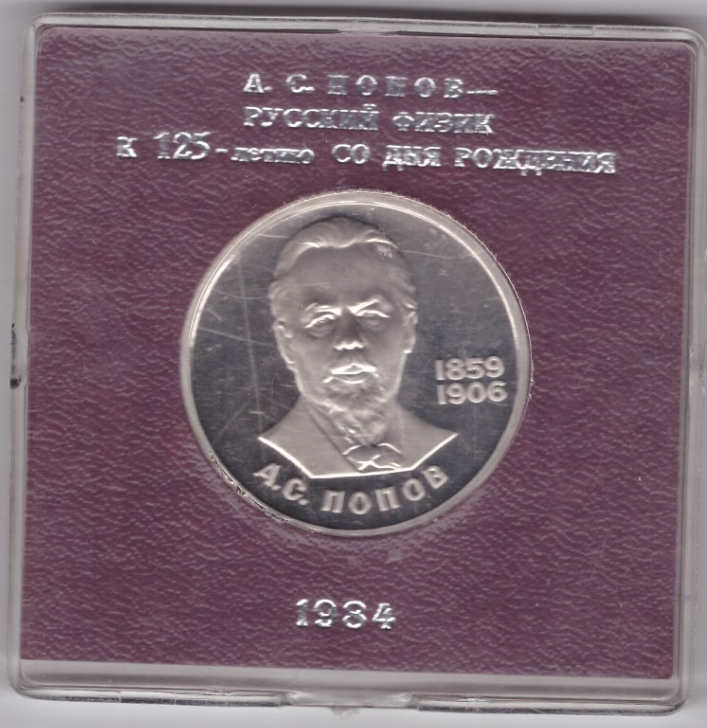 А. С. ПОПОВ—
РУССКИЙ ФИЗИК
К 125-летию СО ДНЯ РОЖДЕНИЯ
1859
1906
А.С. ПОПОВ
1984